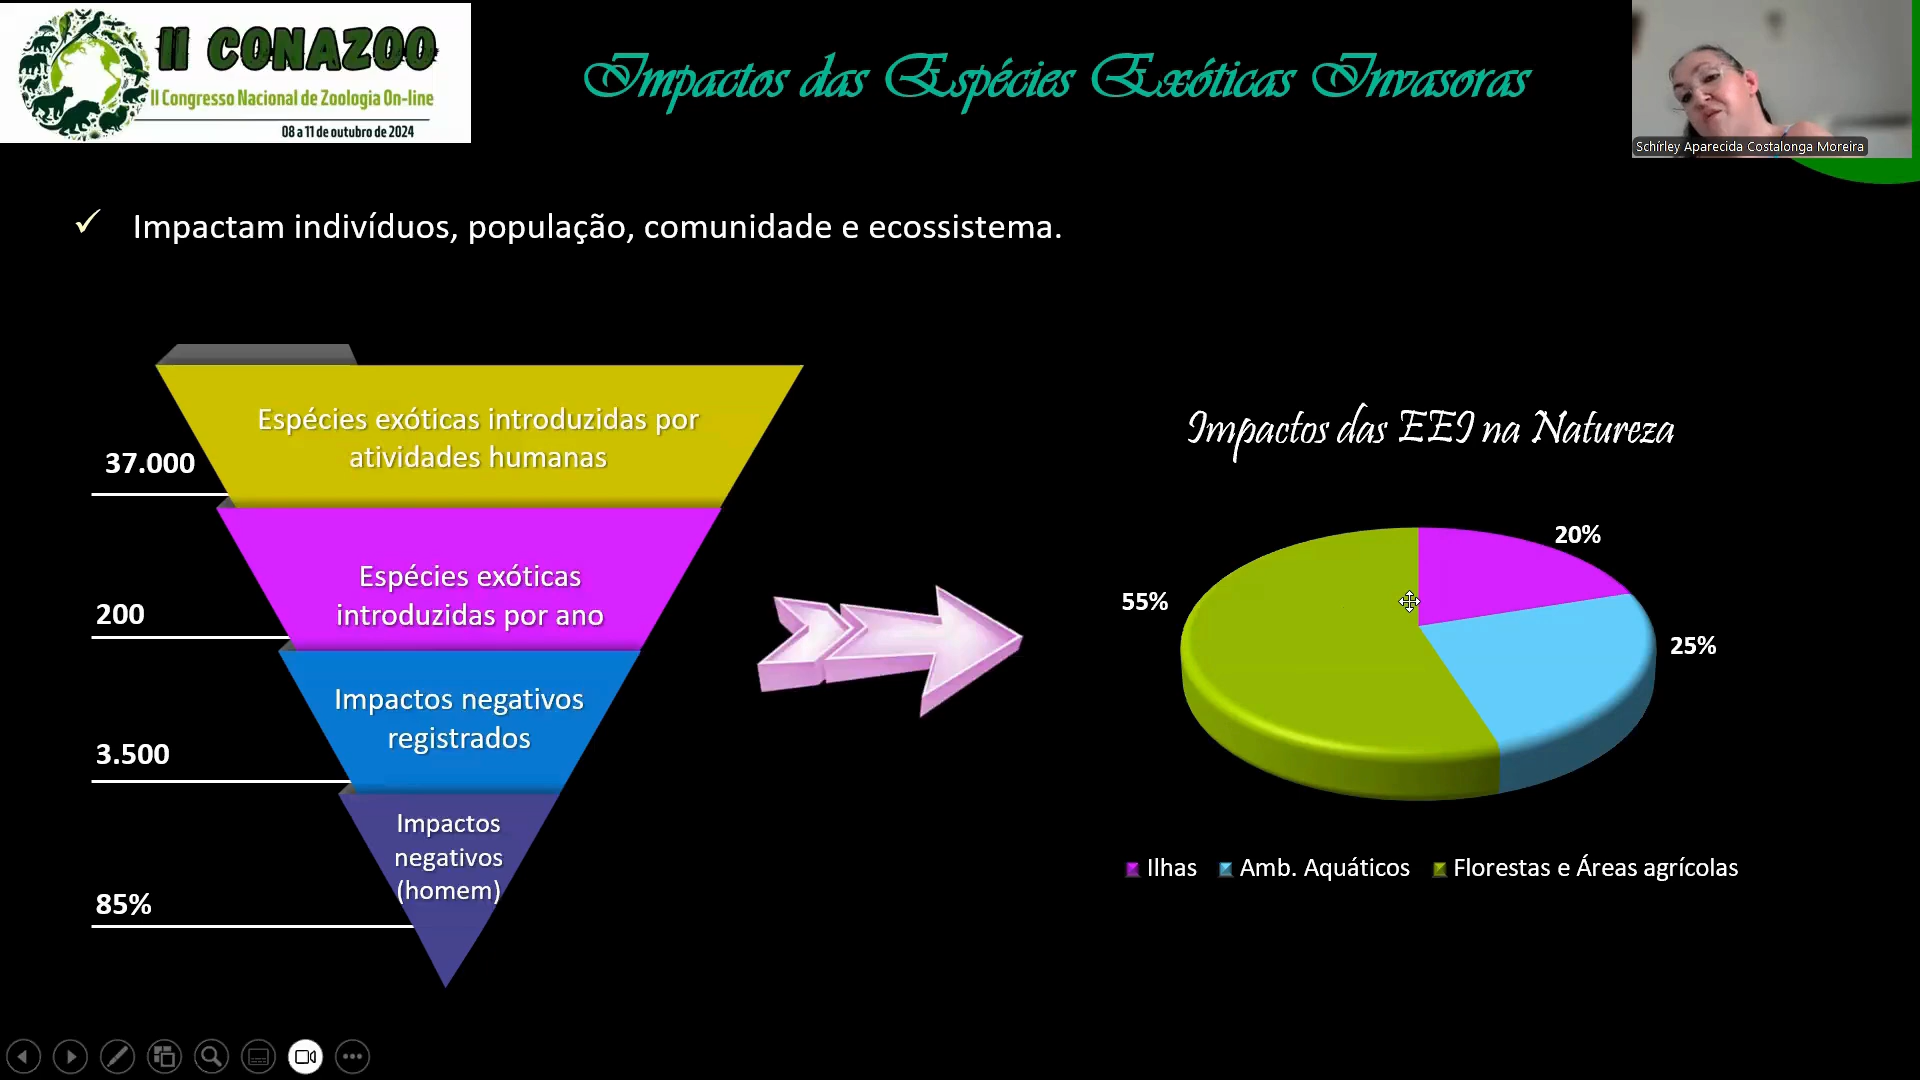 II CONAZOO
II Congresso Nacional de Zoologia On-line
08 a 11 de outubro de 2024
Impactos das Espécies Exóticas Invasoras
Schírley Aparecida Costalonga Moreira
✓ Impactam indivíduos, população, comunidade e ecossistema.
37.000
Espécies exóticas introduzidas por
atividades humanas
200
Espécies exóticas
introduzidas por ano
3.500
Impactos negativos
registrados
85%
Impactos
negativos
(homem)
Impactos das EEI na Natureza
20%
55%
25%
Ilhas
Amb. Aquáticos
Florestas e Áreas agrícolas